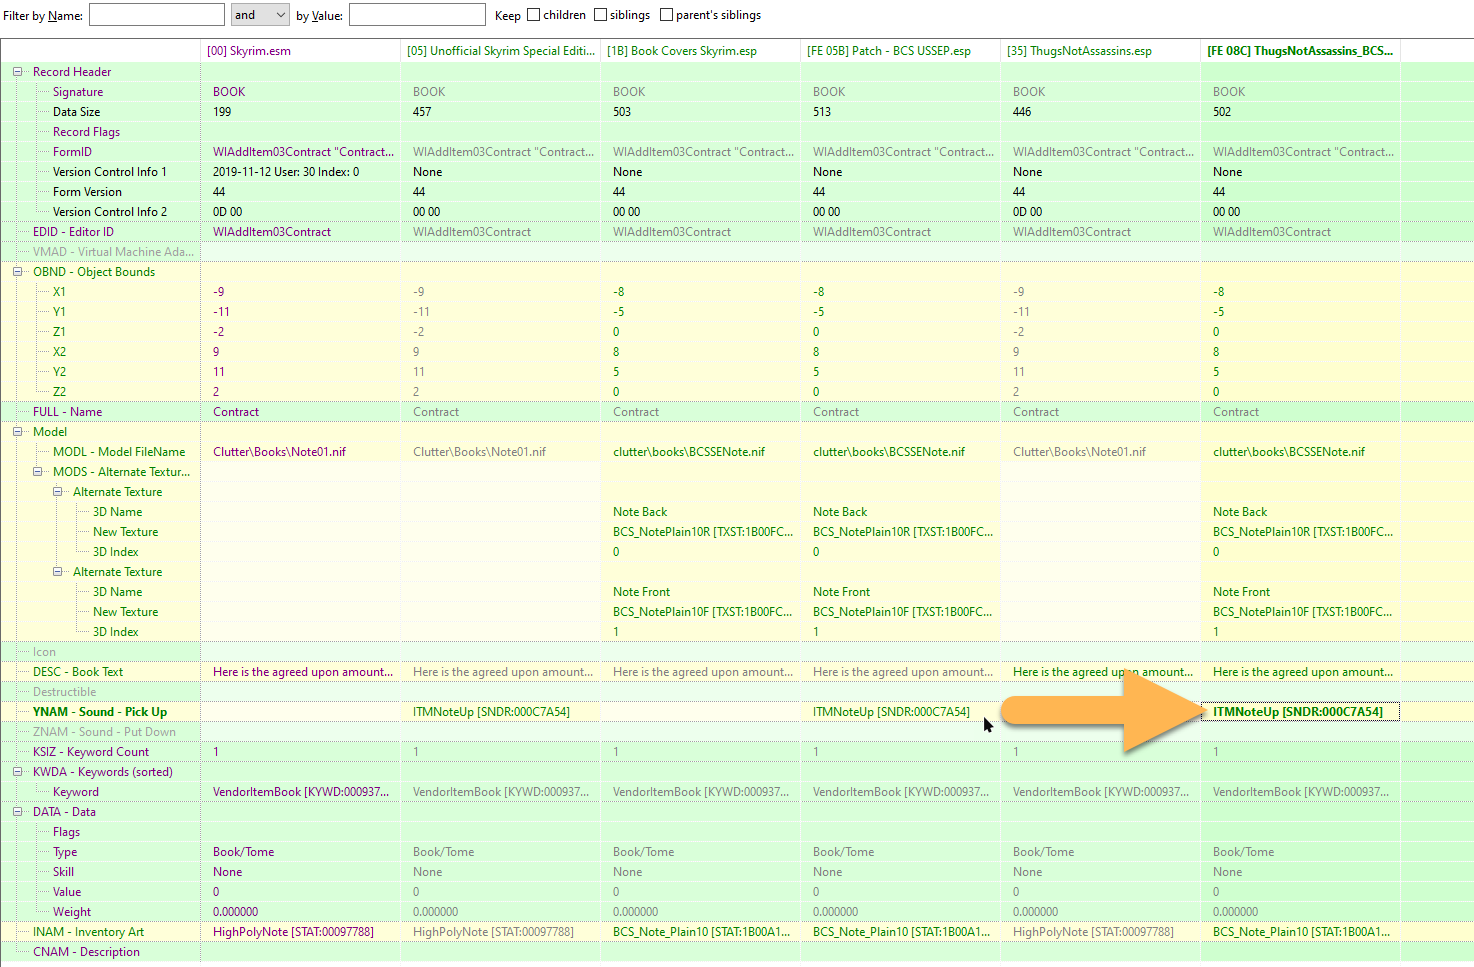 Filter by Name: and by Value: Keep children siblings parent's siblings
[00] Skyrim.esm [05] Unofficial Skyrim Special Editi... [1B] Book Covers Skyrim.esp [FE 05B] Patch - BCS USSEP.esp [35] ThugsNotAssassins.esp [FE 08C] ThugsNotAssassins_BCS...
Record Header
Signature BOOK BOOK BOOK BOOK BOOK BOOK
Data Size 199 457 503 513 446 502
Record Flags
FormID WIAddItem03Contract "Contract... WIAddItem03Contract "Contract... WIAddItem03Contract "Contract... WIAddItem03Contract "Contract... WIAddItem03Contract "Contract... WIAddItem03Contract "Contract...
Version Control Info 1 2019-11-12 User: 30 Index: 0 None None None None None
Form Version 44 44 44 44 44 44
Version Control Info 2 0D 00 00 00 00 00 00 00 0D 00 00 00
EDID - Editor ID WIAddItem03Contract WIAddItem03Contract WIAddItem03Contract WIAddItem03Contract WIAddItem03Contract WIAddItem03Contract
VMAD - Virtual Machine Ada...
OBND - Object Bounds
X1 -9 -9 -8 -8 -9 -8
Y1 -11 -11 -5 -5 -11 -5
Z1 -2 -2 0 0 -2 0
X2 9 9 8 8 9 8
Y2 11 11 5 5 11 5
Z2 2 2 0 0 2 0
FULL - Name Contract Contract Contract Contract Contract Contract
Model
MODL - Model FileName Clutter\Books\Note01.nif Clutter\Books\Note01.nif clutter\books\BCSSENote.nif clutter\books\BCSSENote.nif Clutter\Books\Note01.nif clutter\books\BCSSENote.nif
MODS - Alternate Textur...
Alternate Texture
3D Name Note Back Note Back Note Back
New Texture BCS_NotePlain10R [TXST:1B00FC... BCS_NotePlain10R [TXST:1B00FC... BCS_NotePlain10R [TXST:1B00FC...
3D Index 0 0 0
Alternate Texture
3D Name Note Front Note Front Note Front
New Texture BCS_NotePlain10F [TXST:1B00FC... BCS_NotePlain10F [TXST:1B00FC... BCS_NotePlain10F [TXST:1B00FC...
3D Index 1 1 1
Icon
DESC - Book Text Here is the agreed upon amount... Here is the agreed upon amount... Here is the agreed upon amount... Here is the agreed upon amount... Here is the agreed upon amount... Here is the agreed upon amount...
Destructible
YNAM - Sound - Pick Up ITMNoteUp [SNDR:000C7A54] ITMNoteUp [SNDR:000C7A54] ITMNoteUp [SNDR:000C7A54]
ZNAM - Sound - Put Down
KSIZ - Keyword Count 1 1 1 1 1 1
KWDA - Keywords (sorted)
Keyword VendorItemBook [KYWD:000937... VendorItemBook [KYWD:000937... VendorItemBook [KYWD:000937... VendorItemBook [KYWD:000937... VendorItemBook [KYWD:000937... VendorItemBook [KYWD:000937...
DATA - Data
Flags
Type Book/Tome Book/Tome Book/Tome Book/Tome Book/Tome Book/Tome
Skill None None None None None None
Value 0 0 0 0 0 0
Weight 0.000000 0.000000 0.000000 0.000000 0.000000 0.000000
INAM - Inventory Art HighPolyNote [STAT:00097788] HighPolyNote [STAT:00097788] BCS_Note_Plain10 [STAT:1B00A1... BCS_Note_Plain10 [STAT:1B00A1... HighPolyNote [STAT:00097788] BCS_Note_Plain10 [STAT:1B00A1...
CNAM - Description